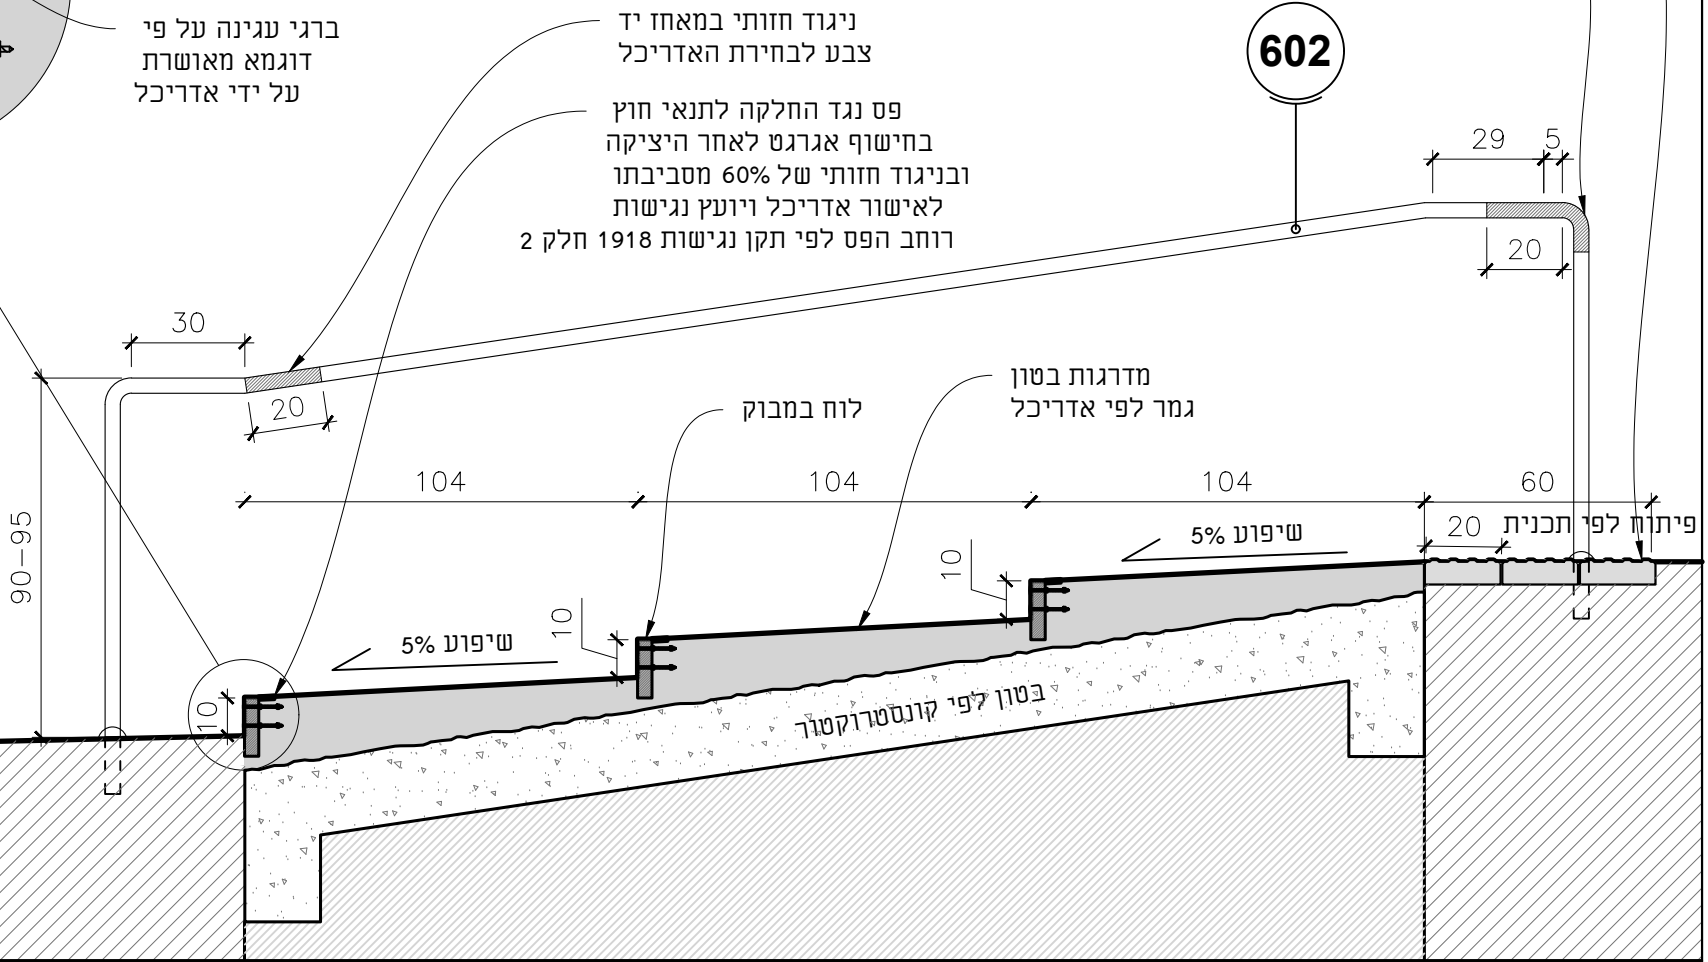 ברגי עגינה על פי
דוגמא מאושרת
על ידי אדריכל
ניגוד חזותי במאחז יד
צבע לבחירת האדריכל
פס נגד החלקה לתנאי חוץ
בחישוף אגרגט לאחר היציקה
ובניגוד חזותי של 60% מסביבתו
לאישור אדריכל ויועץ נגישות
רוחב הפס לפי תקן נגישות 1918 חלק 2
602
29
5
20
30
20
90-95
מדרגות בטון
גמר לפי אדריכל
לוח במבוק
104
104
104
60
20
פיתוח לפי תכנית
שיפוע 5%
10
10
שיפוע 5%
10
בטון לפי קונסטרוקטור